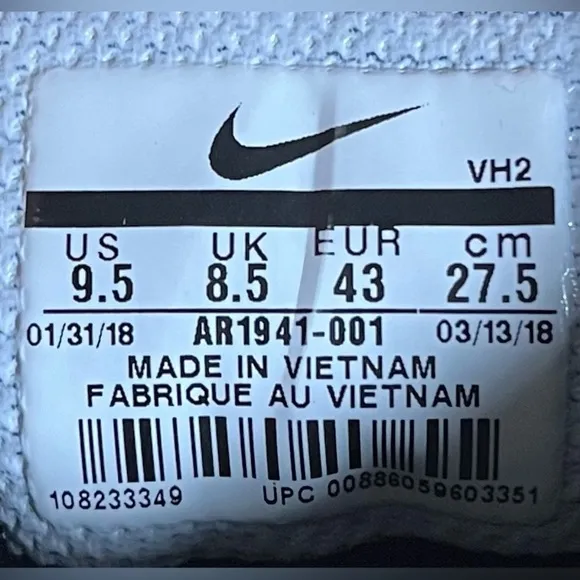 VH2
US UK EUR cm
9.5 8.5 43 27.5
01/31/18 AR1941-001 03/13/18
MADE IN VIETNAM
FABRIQUE AU VIETNAM
108233349 UPC 00886059603351